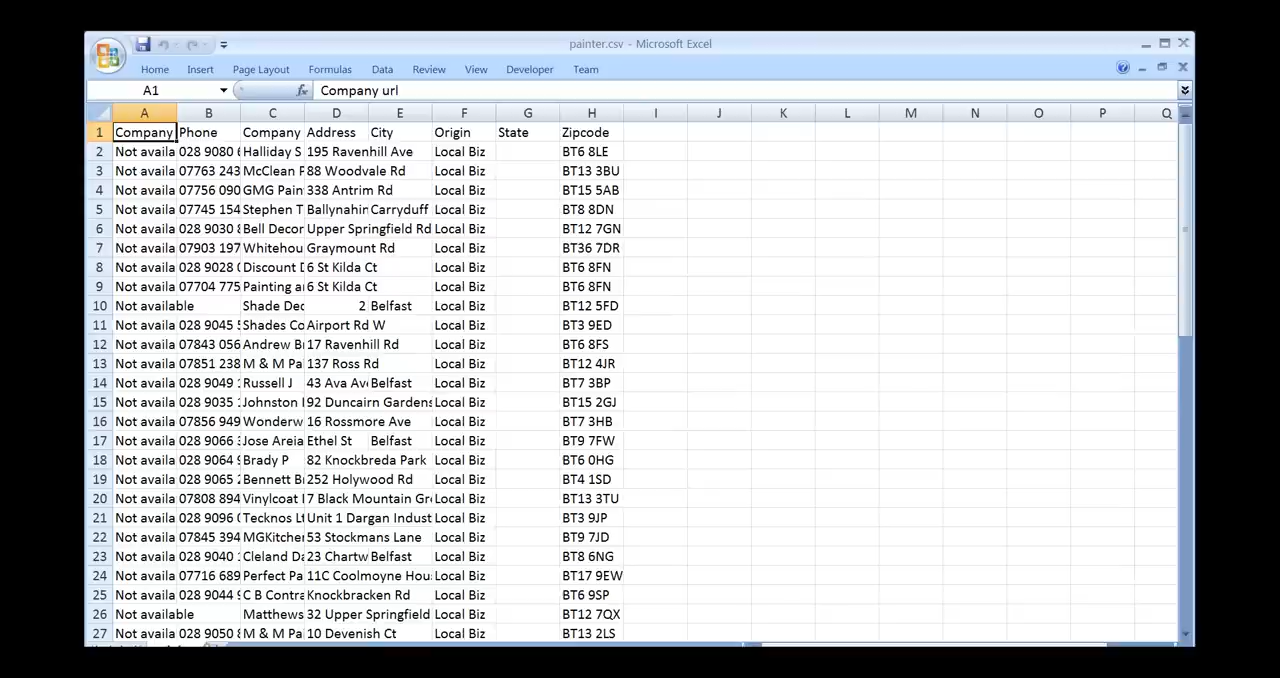 painter.csv - Microsoft Excel
Home Insert Page Layout Formulas Data Review View Developer Team
A1 fx Company url
A B C D E F G H I J K L M N O P Q
1 Company Phone Company Address City Origin State Zipcode
2 Not availa 028 9080 6 Halliday S 195 Ravenhill Ave Local Biz BT6 8LE
3 Not availa 07763 243 McClean P 88 Woodvale Rd Local Biz BT13 3BU
4 Not availa 07756 090 GMG Pain 338 Antrim Rd Local Biz BT15 5AB
5 Not availa 07745 154 Stephen T Ballynahin Carryduff Local Biz BT8 8DN
6 Not availa 028 9030 8 Bell Decor Upper Springfield Rd Local Biz BT12 7GN
7 Not availa 07903 197 Whitehou Graymount Rd Local Biz BT36 7DR
8 Not availa 028 9028 0 Discount D 6 St Kilda Ct Local Biz BT6 8FN
9 Not availa 07704 775 Painting a 6 St Kilda Ct Local Biz BT6 8FN
10 Not available Shade Dec 2 Belfast Local Biz BT12 5FD
11 Not availa 028 9045 5 Shades Co Airport Rd W Local Biz BT3 9ED
12 Not availa 07843 056 Andrew B 17 Ravenhill Rd Local Biz BT6 8FS
13 Not availa 07851 238 M & M Pa 137 Ross Rd Local Biz BT12 4JR
14 Not availa 028 9049 1 Russell J 43 Ava Ave Belfast Local Biz BT7 3BP
15 Not availa 028 9035 1 Johnston 92 Duncairn Gardens Local Biz BT15 2GJ
16 Not availa 07856 949 Wonderw 16 Rossmore Ave Local Biz BT7 3HB
17 Not availa 028 9066 3 Jose Areia Ethel St Belfast Local Biz BT9 7FW
18 Not availa 028 9064 9 Brady P 82 Knockbreda Park Local Biz BT6 0HG
19 Not availa 028 9065 2 Bennett B 252 Holywood Rd Local Biz BT4 1SD
20 Not availa 07808 894 Vinylcoat 7 Black Mountain Gr Local Biz BT13 3TU
21 Not availa 028 9096 0 Tecknos Lt Unit 1 Dargan Indust Local Biz BT3 9JP
22 Not availa 07845 394 MGKitchen 53 Stockmans Lane Local Biz BT9 7JD
23 Not availa 028 9040 1 Cleland Da 23 Chartw Belfast Local Biz BT8 6NG
24 Not availa 07716 689 Perfect Pa 11C Coolmoyne Hou Local Biz BT17 9EW
25 Not availa 028 9044 9 C B Contra Knockbracken Rd Local Biz BT6 9SP
26 Not available Matthews 32 Upper Springfield Local Biz BT12 7QX
27 Not availa 028 9050 8 M & M Pa 10 Devenish Ct Local Biz BT13 2LS